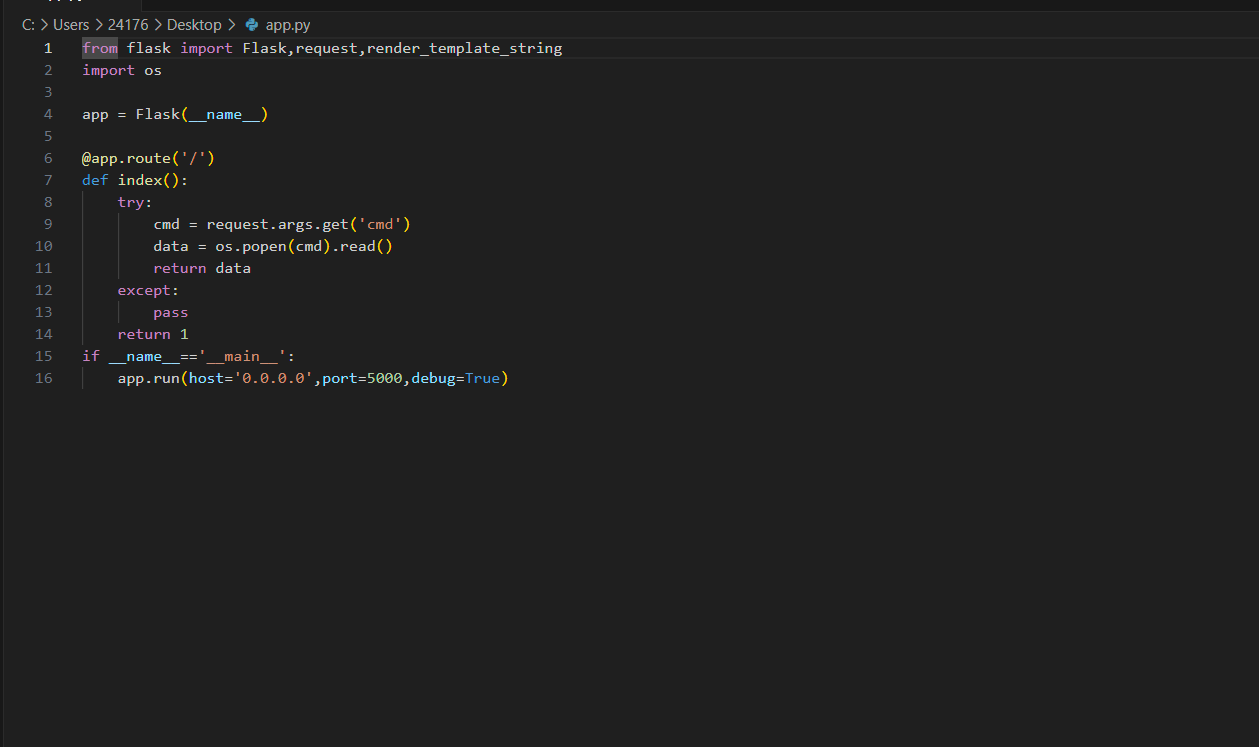 C: > Users > 24176 > Desktop > app.py
1 from flask import Flask,request,render_template_string
2 import os
3
4 app = Flask(__name__)
5
6 @app.route('/')
7 def index():
8     try:
9         cmd = request.args.get('cmd')
10         data = os.popen(cmd).read()
11         return data
12     except:
13         pass
14     return 1
15 if __name__=='__main__':
16     app.run(host='0.0.0.0',port=5000,debug=True)